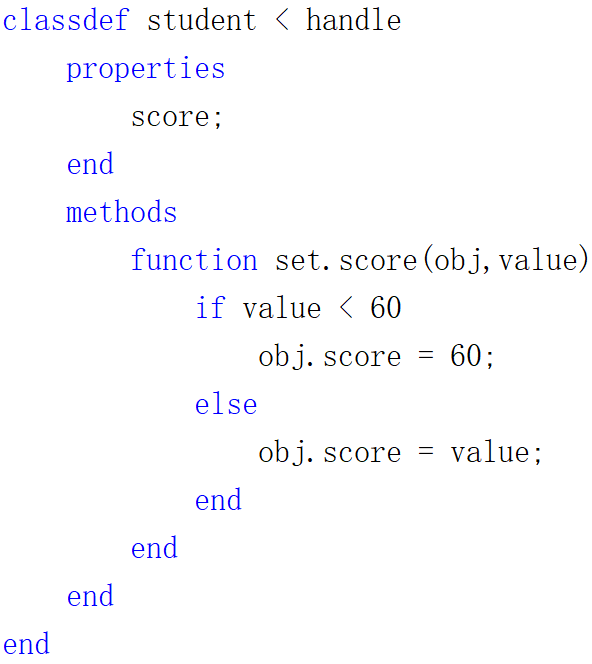 classdef student < handle
    properties
        score;
    end
    methods
        function set.score(obj,value)
            if value < 60
                obj.score = 60;
            else
                obj.score = value;
            end
        end
    end
end